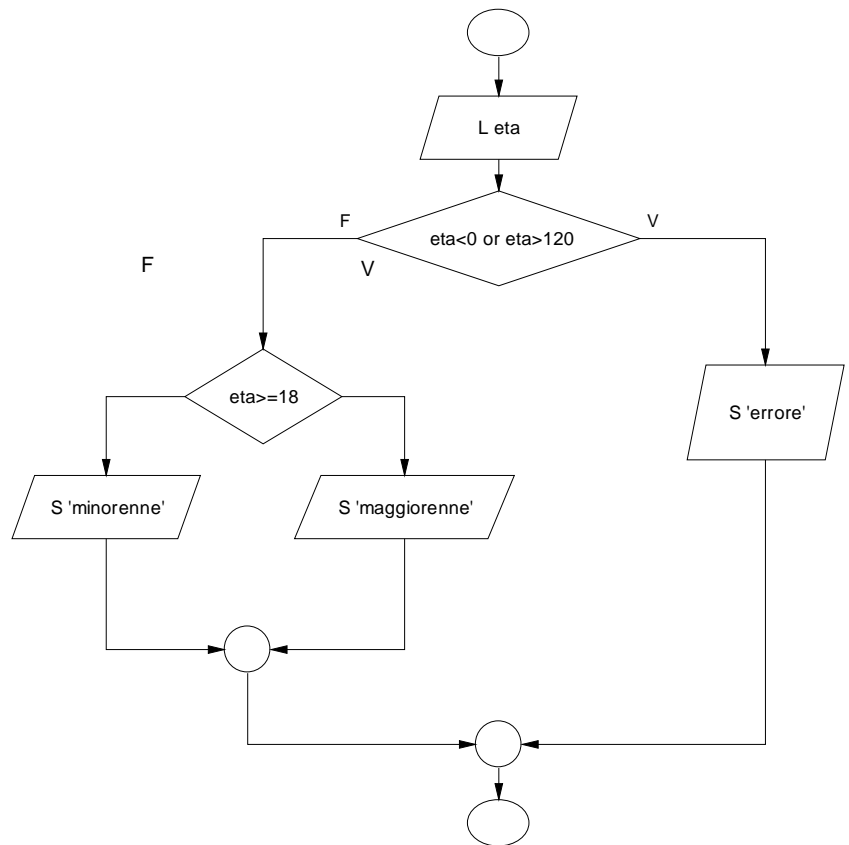 L eta
F
V
eta<0 or eta>120
F
V
eta>=18
S 'errore'
S 'minorenne'
S 'maggiorenne'